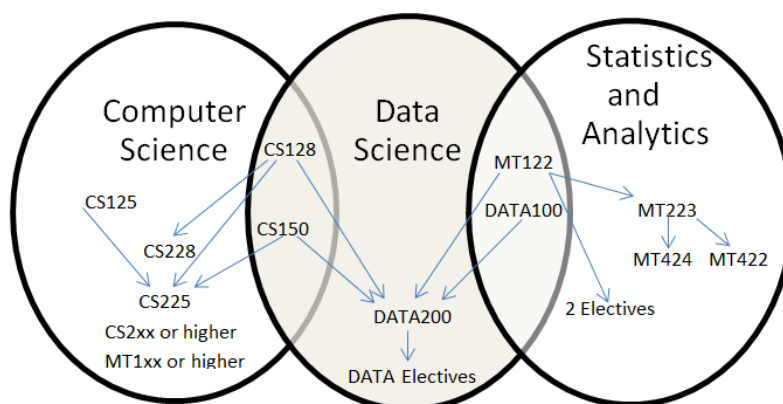 Computer
Science
CS128
CS125
CS228
CS150
CS225
CS2xx or higher
MT1xx or higher
Data
Science
DATA200
DATA Electives
Statistics
and
Analytics
MT122
DATA100
MT223
MT424
MT422
2 Electives